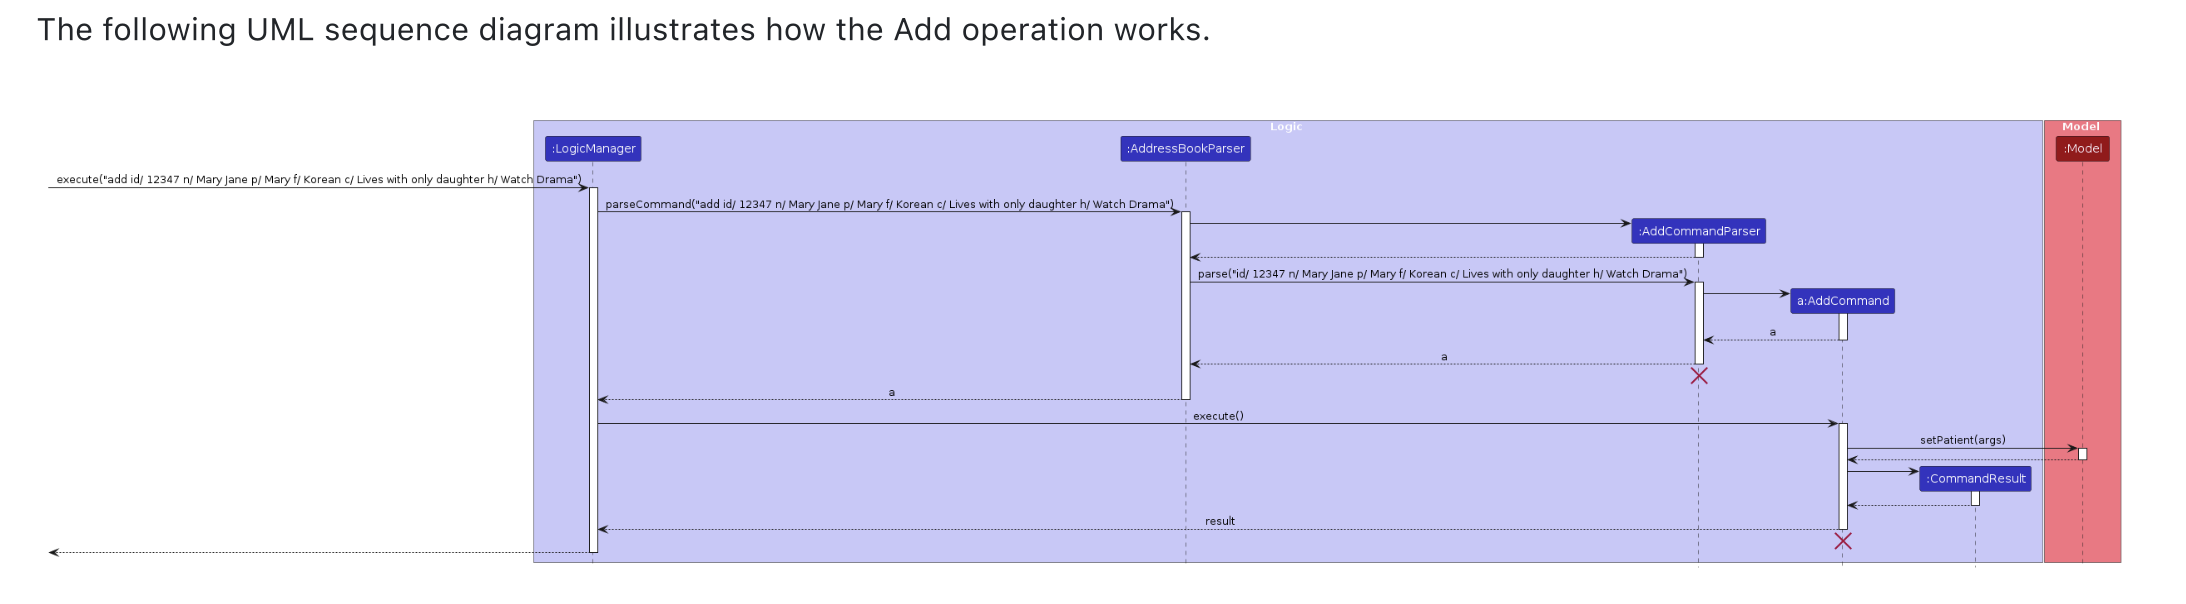 The following UML sequence diagram illustrates how the Add operation works.
Logic
Model
:LogicManager
:AddressBookParser
:Model
execute("add id/ 12347 n/ Mary Jane p/ Mary f/ Korean c/ Lives with only daughter h/ Watch Drama")
parseCommand("add id/ 12347 n/ Mary Jane p/ Mary f/ Korean c/ Lives with only daughter h/ Watch Drama")
:AddCommandParser
parse("id/ 12347 n/ Mary Jane p/ Mary f/ Korean c/ Lives with only daughter h/ Watch Drama")
a:AddCommand
a
a
a
execute()
setPatient(args)
:CommandResult
result